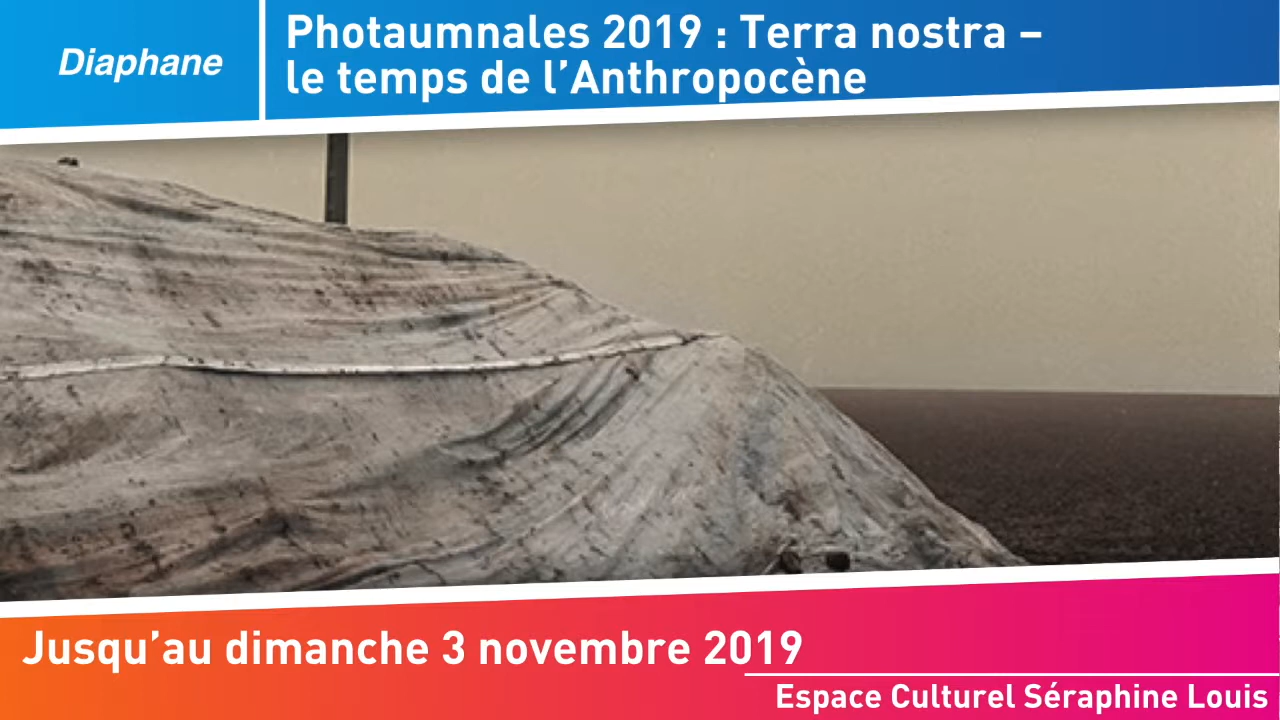 Diaphane
Photaumnales 2019 : Terra nostra –
le temps de l’Anthropocène
Jusqu’au dimanche 3 novembre 2019
Espace Culturel Séraphine Louis